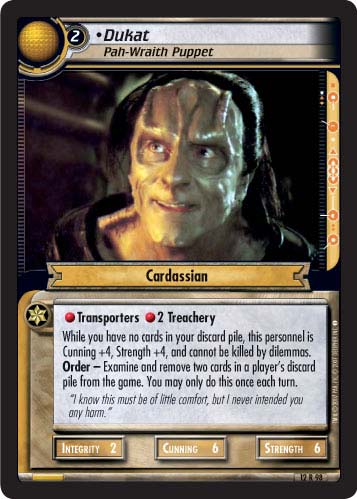 2 •Dukat
Pah-Wraith Puppet
Cardassian
Transporters 2 Treachery
While you have no cards in your discard pile, this personnel is
Cunning +4, Strength +4, and cannot be killed by dilemmas.
Order – Examine and remove two cards in a player's discard
pile from the game. You may only do this once each turn.
"I know this must be of little comfort, but I never intended you
any harm."
Integrity 2 Cunning 6 Strength 6
12 R 98